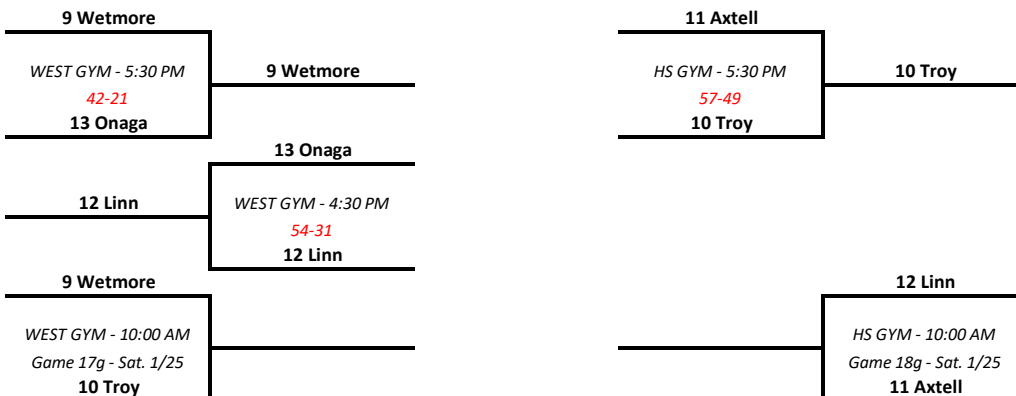 9 Wetmore
WEST GYM - 5:30 PM
42-21
13 Onaga
9 Wetmore
11 Axtell
HS GYM - 5:30 PM
57-49
10 Troy
10 Troy
13 Onaga
12 Linn
WEST GYM - 4:30 PM
54-31
12 Linn
9 Wetmore
WEST GYM - 10:00 AM
Game 17g - Sat. 1/25
10 Troy
12 Linn
HS GYM - 10:00 AM
Game 18g - Sat. 1/25
11 Axtell